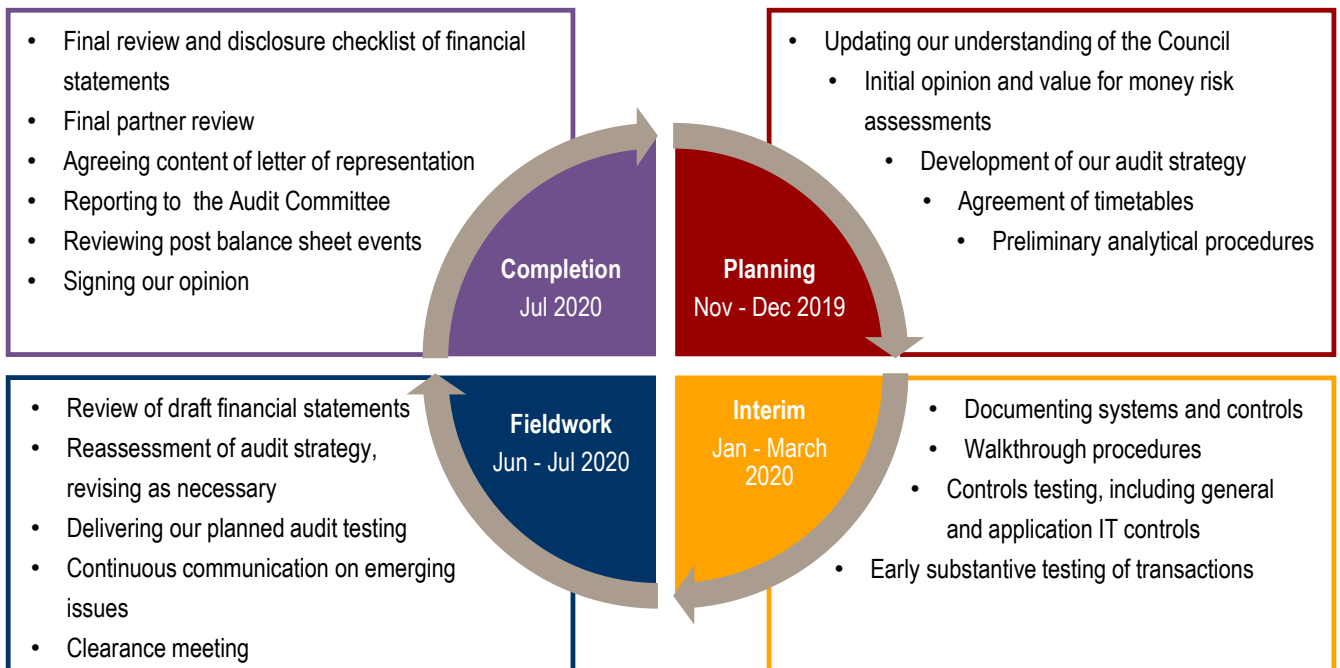 • Final review and disclosure checklist of financial
statements
• Final partner review
• Agreeing content of letter of representation
• Reporting to the Audit Committee
• Reviewing post balance sheet events
• Signing our opinion
Completion
Jul 2020
• Updating our understanding of the Council
• Initial opinion and value for money risk
assessments
• Development of our audit strategy
• Agreement of timetables
• Preliminary analytical procedures
Planning
Nov - Dec 2019
• Review of draft financial statements
• Reassessment of audit strategy,
revising as necessary
• Delivering our planned audit testing
• Continuous communication on emerging
issues
• Clearance meeting
Fieldwork
Jun - Jul 2020
Interim
Jan - March
2020
• Documenting systems and controls
• Walkthrough procedures
• Controls testing, including general
and application IT controls
• Early substantive testing of transactions